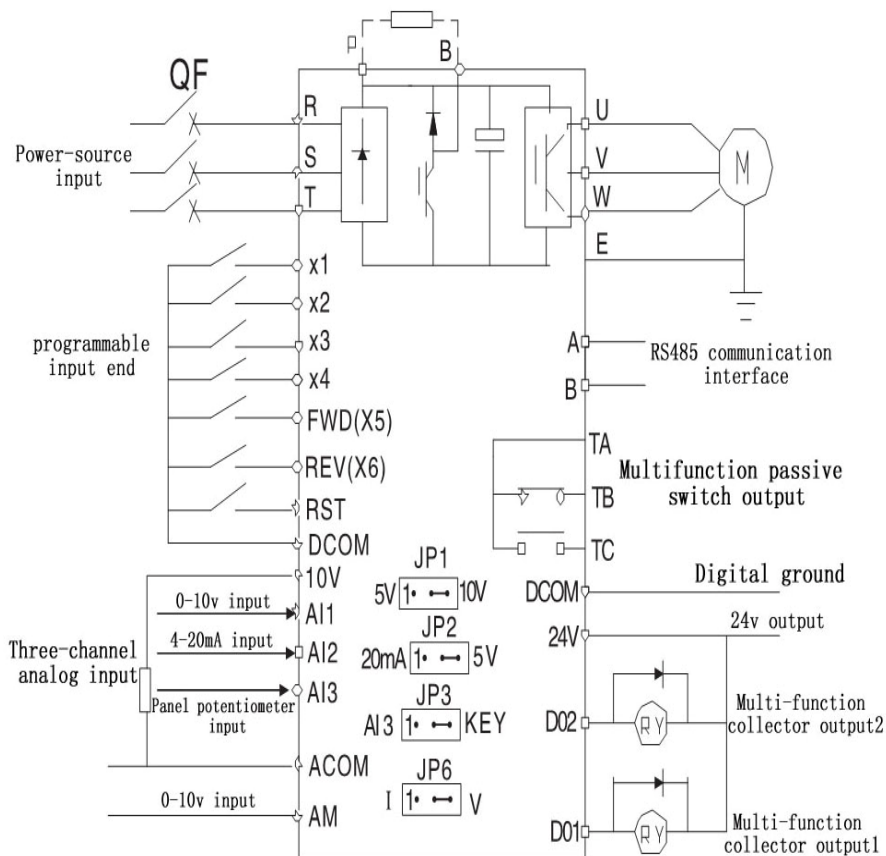 P
B
QF
R
S
T
Power-source
input
U
V
W
E
M
x1
x2
x3
x4
FWD(X5)
REV(X6)
RST
DCOM
programmable
input end
A
B
RS485 communication
interface
TA
TB
TC
Multifunction passive
switch output
10V
AI1
AI2
AI3
ACOM
AM
0-10v input
4-20mA input
Panel potentiometer
input
Three-channel
analog input
0-10v input
JP1
5V 1 10V
JP2
20mA 1 5V
JP3
AI3 1 KEY
JP6
I 1 V
DCOM
Digital ground
24V
24v output
D02
RY
Multi-function
collector output2
D01
RY
Multi-function
collector output1